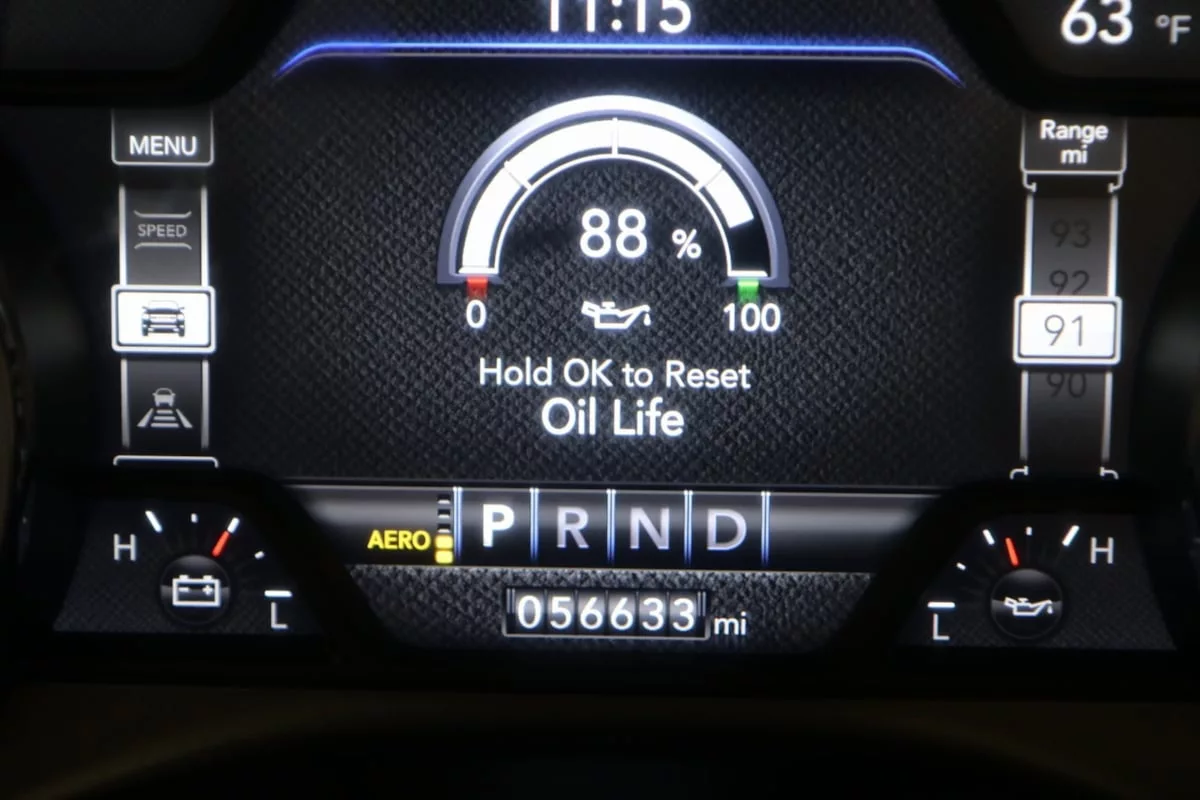 11:15
63 °F
MENU
Range
mi
SPEED
93
92
88 %
91
0
100
90
Hold OK to Reset
Oil Life
AERO
P R N D
H
H
L
056633 mi
L